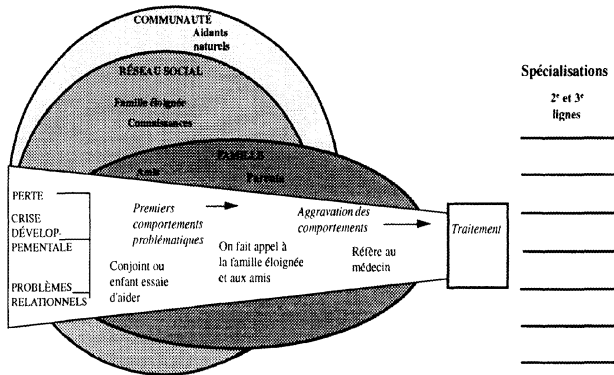 COMMUNAUTÉ
Aidants
naturels
RÉSEAU SOCIAL
Famille éloignée
Connaissances
FAMILLE
Amis
Parents
PERTE
CRISE
DÉVELOP-
PEMENTALE
PROBLÈMES
RELATIONNELS
Premiers
comportements
problématiques
Conjoint ou
enfant essaie
d'aider
On fait appel à
la famille éloignée
et aux amis
Aggravation des
comportements
Réfère au
médecin
Traitement
Spécialisations
2e et 3e
lignes